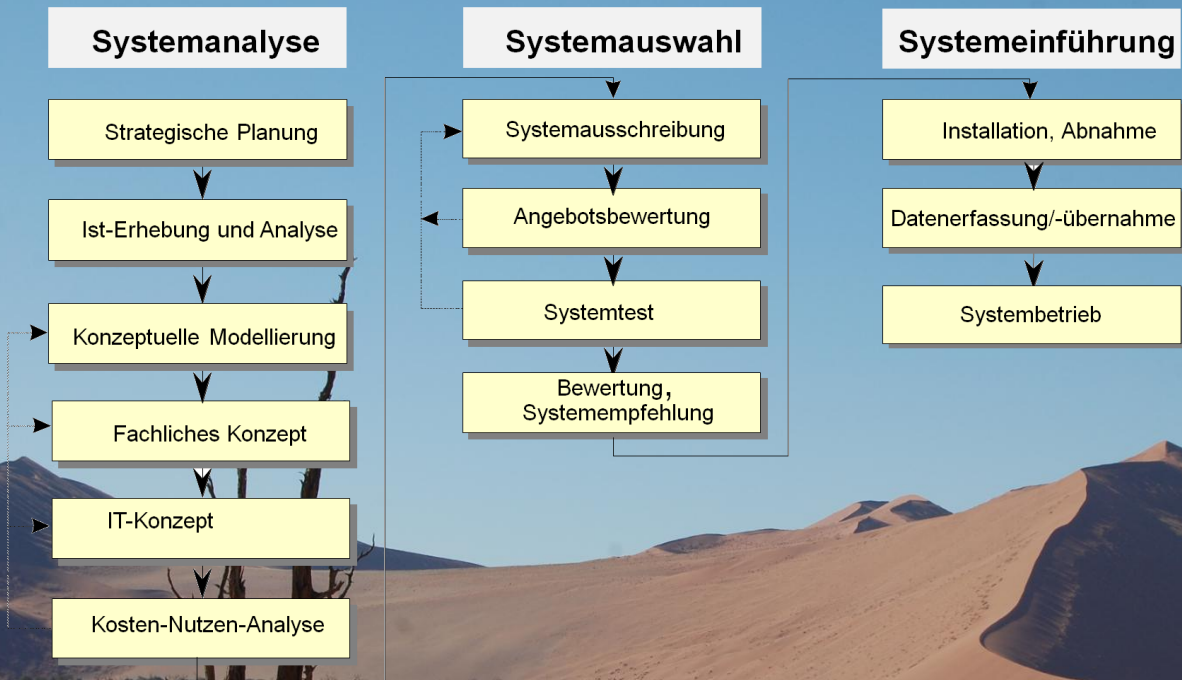 Systemanalyse
Strategische Planung
Ist-Erhebung und Analyse
Konzeptuelle Modellierung
Fachliches Konzept
IT-Konzept
Kosten-Nutzen-Analyse
Systemauswahl
Systemausschreibung
Angebotsbewertung
Systemtest
Bewertung,
Systemempfehlung
Systemeinführung
Installation, Abnahme
Datenerfassung/-übernahme
Systembetrieb